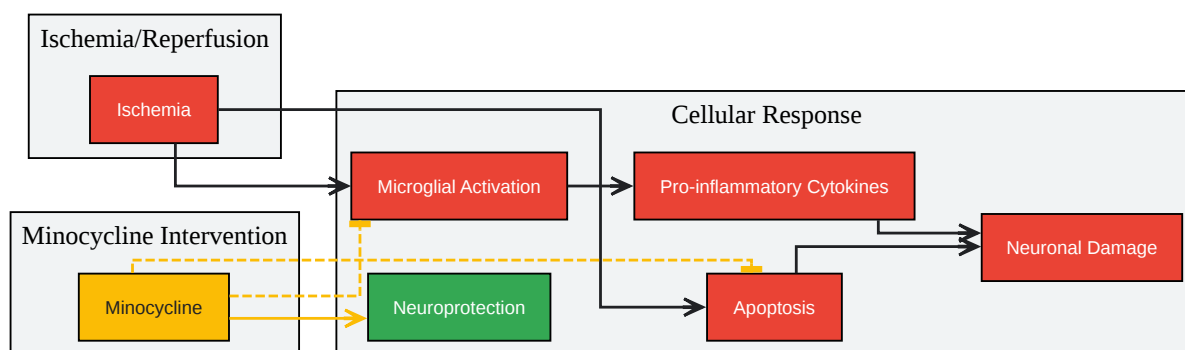 Ischemia/Reperfusion
Ischemia
Cellular Response
Microglial Activation
Pro-inflammatory Cytokines
Neuronal Damage
Minocycline Intervention
Minocycline
Neuroprotection
Apoptosis